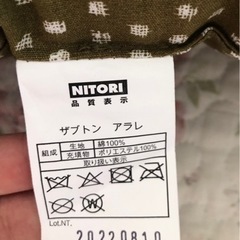 NITORI
品質表示
ザブトン アラレ
組成 生地 綿100%
充填物 ポリエステル100%
取り扱い表示
Lot.NT. 20220810